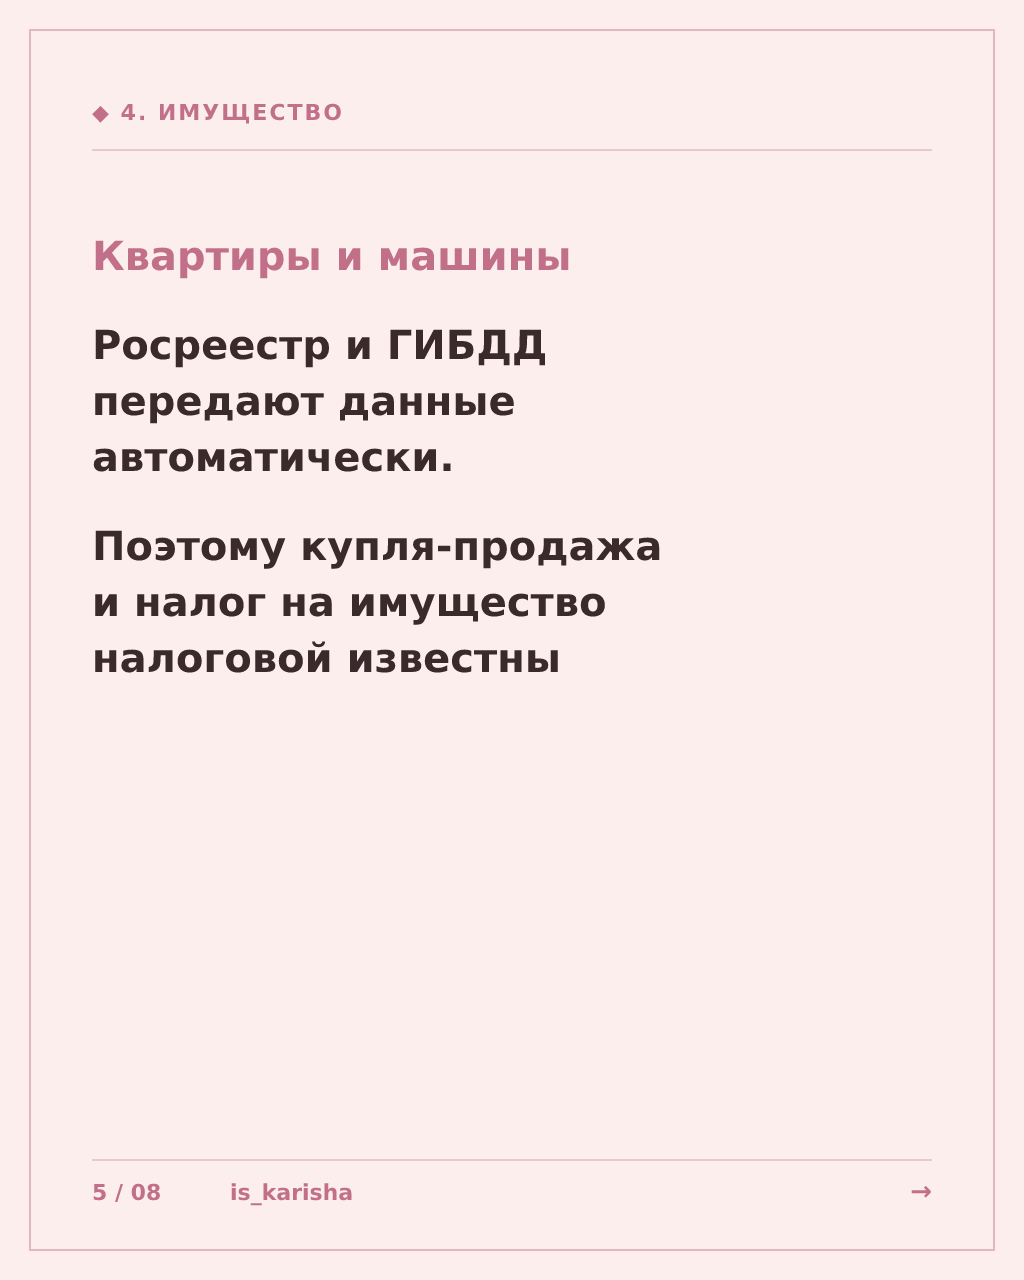 ◆ 4. ИМУЩЕСТВО
Квартиры и машины
Росреестр и ГИБДД
передают данные
автоматически.
Поэтому купля-продажа
и налог на имущество
налоговой известны
5 / 08 is_karisha →